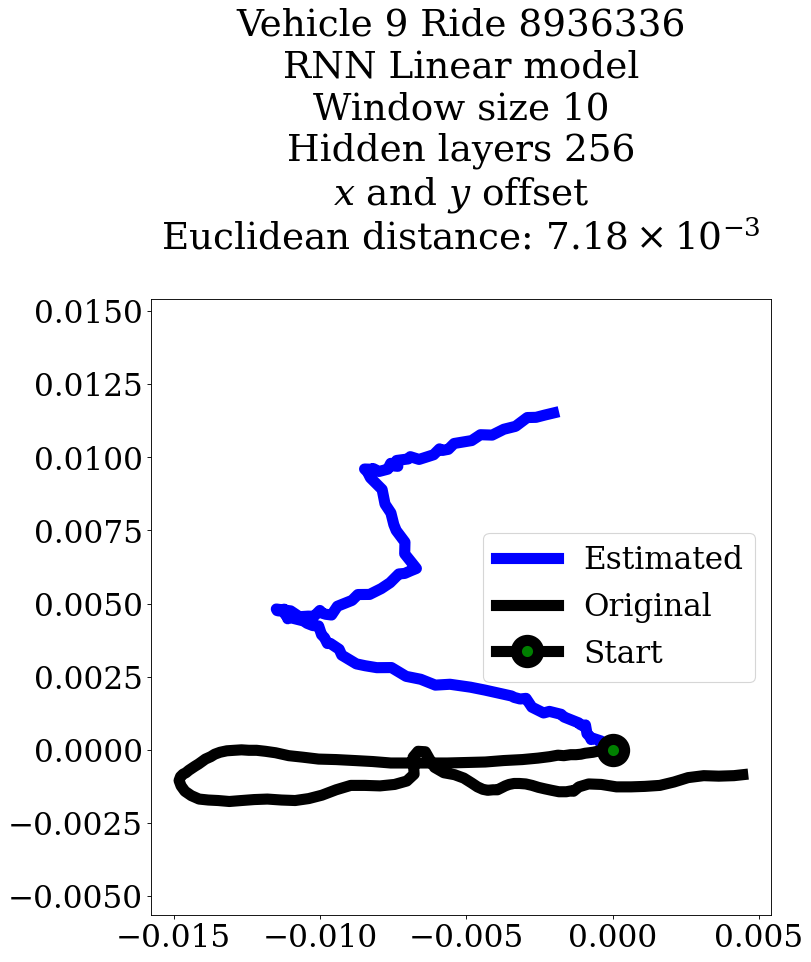 Vehicle 9 Ride 8936336
RNN Linear model
Window size 10
Hidden layers 256
x and y offset
Euclidean distance: 7.18 × 10⁻³
0.0150
0.0125
0.0100
0.0075
0.0050
0.0025
0.0000
−0.0025
−0.0050
Estimated
Original
Start
−0.015 −0.010 −0.005 0.000 0.005